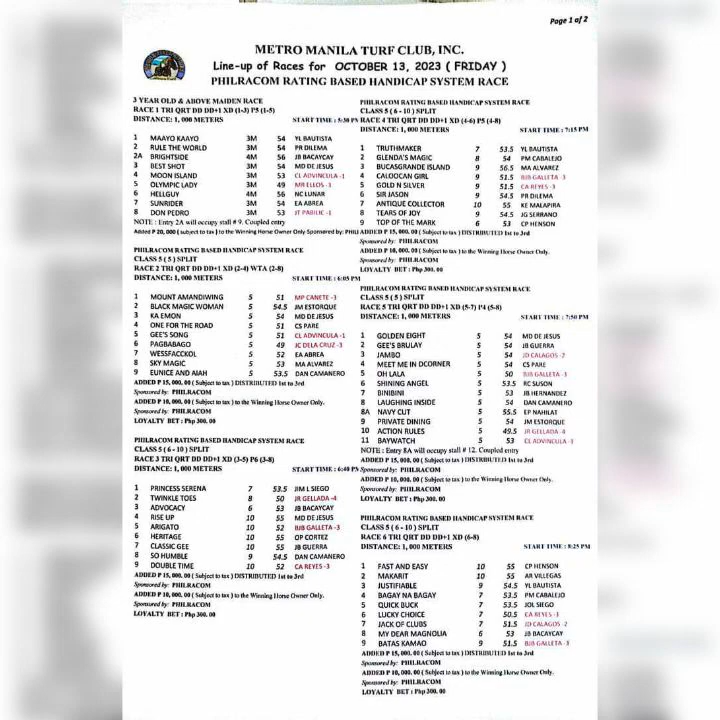 Page 1 of 2
METRO MANILA TURF CLUB, INC.
Line-up of Races for OCTOBER 13, 2023 ( FRIDAY )
PHILRACOM RATING BASED HANDICAP SYSTEM RACE
3 YEAR OLD & ABOVE MAIDEN RACE
RACE 1 TRI QRT DD DD+1 XD (1-3) P5 (1-5)
DISTANCE: 1, 000 METERS START TIME : 5:30 PM
1 MAAYO KAAYO 3M 54 YL BAUTISTA
2 RULE THE WORLD 3M 54 PR DILEMA
2A BRIGHTSIDE 4M 56 JB BACAYCAY
3 BEST SHOT 3M 54 MD DE JESUS
4 MOON ISLAND 3M 53 CL ADVINCULA -1
5 OLYMPIC LADY 3M 49 MR ELLOS -3
6 HELLGUY 4M 56 NC LUNAR
7 SUNRIDER 3M 54 EA ABREA
8 DON PEDRO 3M 53 JT PABILIC -1
NOTE : Entry 2A will occupy stall # 9. Coupled entry
Added P 20, 000 ( subject to tax ) to the Winning Horse Owner Only Sponsored by: PHIL
PHILRACOM RATING BASED HANDICAP SYSTEM RACE
CLASS 5 ( 5 ) SPLIT
RACE 2 TRI QRT DD DD+1 XD (2-4) WTA (2-8)
DISTANCE: 1, 000 METERS START TIME : 6:05 PM
1 MOUNT AMANDIWING 5 51 MP CANETE -3
2 BLACK MAGIC WOMAN 5 54.5 JM ESTORQUE
3 KA EMON 5 54 MD DE JESUS
4 ONE FOR THE ROAD 5 51 CS PARE
5 GEE'S SONG 5 51 CL ADVINCULA -1
6 PAGBABAGO 5 49 JC DELA CRUZ -3
7 WESSFACCKOL 5 52 EA ABREA
8 SKY MAGIC 5 53 MA ALVAREZ
9 EUNICE AND AIAH 5 53.5 DAN CAMANERO
ADDED P 15, 000. 00 ( Subject to tax ) DISTRIBUTED 1st to 3rd
Sponsored by: PHILRACOM
ADDED P 10, 000. 00 ( Subject to tax ) to the Winning Horse Owner Only.
Sponsored by: PHILRACOM
LOYALTY BET : Php 300. 00
PHILRACOM RATING BASED HANDICAP SYSTEM RACE
CLASS 5 ( 6 - 10 ) SPLIT
RACE 3 TRI QRT DD DD+1 XD (3-5) P6 (3-8)
DISTANCE: 1, 000 METERS START TIME : 6:40 PM
1 PRINCESS SERENA 7 53.5 JIM L SIEGO
2 TWINKLE TOES 8 50 JR GELLADA -4
3 ADVOCACY 6 53 JB BACAYCAY
4 RISE UP 10 55 MD DE JESUS
5 ARIGATO 10 52 BJB GALLETA -3
6 HERITAGE 10 55 OP CORTEZ
7 CLASSIC GEE 10 55 JB GUERRA
8 SO HUMBLE 9 54.5 DAN CAMANERO
9 DOUBLE TIME 10 52 CA REYES -3
ADDED P 15, 000. 00 ( Subject to tax ) DISTRIBUTED 1st to 3rd
Sponsored by: PHILRACOM
ADDED P 10, 000. 00 ( Subject to tax ) to the Winning Horse Owner Only.
Sponsored by: PHILRACOM
LOYALTY BET : Php 300. 00
PHILRACOM RATING BASED HANDICAP SYSTEM RACE
CLASS 5 ( 6 - 10 ) SPLIT
RACE 4 TRI QRT DD DD+1 XD (4-6) P5 (4-8)
DISTANCE: 1, 000 METERS START TIME : 7:15 PM
1 TRUTHMAKER 7 53.5 YL BAUTISTA
2 GLENDA'S MAGIC 8 54 PM CABALEJO
3 BUCASGRANDE ISLAND 9 56.5 MA ALVAREZ
4 CALOOCAN GIRL 9 51.5 BJB GALLETA -3
5 GOLD N SILVER 9 51.5 CA REYES -3
6 SIR JASON 9 54.5 PR DILEMA
7 ANTIQUE COLLECTOR 10 55 KE MALAPIRA
8 TEARS OF JOY 9 54.5 JG SERRANO
9 TOP OF THE MARK 6 53 CP HENSON
ADDED P 15, 000. 00 ( Subject to tax ) DISTRIBUTED 1st to 3rd
Sponsored by: PHILRACOM
ADDED P 10, 000. 00 ( Subject to tax ) to the Winning Horse Owner Only.
Sponsored by: PHILRACOM
LOYALTY BET : Php 300. 00
PHILRACOM RATING BASED HANDICAP SYSTEM RACE
CLASS 5 ( 5 ) SPLIT
RACE 5 TRI QRT DD DD+1 XD (5-7) P4 (5-8)
DISTANCE: 1, 000 METERS START TIME : 7:50 PM
1 GOLDEN EIGHT 5 54 MD DE JESUS
2 GEE'S BRULAY 5 54 JB GUERRA
3 JAMBO 5 54 JD CALAGOS -2
4 MEET ME IN DCORNER 5 54 CS PARE
5 OH LALA 5 50 BJB GALLETA -3
6 SHINING ANGEL 5 53.5 RC SUSON
7 BINIBINI 5 53 JB HERNANDEZ
8 LAUGHING INSIDE 5 54 DAN CAMANERO
8A NAVY CUT 5 55.5 EP NAHILAT
9 PRIVATE DINING 5 54 JM ESTORQUE
10 ACTION RULES 5 49.5 JR GELLADA -4
11 BAYWATCH 5 53 CL ADVINCULA -1
NOTE : Entry 8A will occupy stall # 12. Coupled entry
ADDED P 15, 000. 00 ( Subject to tax ) DISTRIBUTED 1st to 3rd
Sponsored by: PHILRACOM
ADDED P 10, 000. 00 ( Subject to tax ) to the Winning Horse Owner Only.
Sponsored by: PHILRACOM
LOYALTY BET : Php 300. 00
PHILRACOM RATING BASED HANDICAP SYSTEM RACE
CLASS 5 ( 6 - 10 ) SPLIT
RACE 6 TRI QRT DD DD+1 XD (6-8)
DISTANCE: 1, 000 METERS START TIME : 8:25 PM
1 FAST AND EASY 10 55 CP HENSON
2 MAKARIT 10 55 AR VILLEGAS
3 JUSTIFIABLE 9 54.5 YL BAUTISTA
4 BAGAY NA BAGAY 7 53.5 PM CABALEJO
5 QUICK BUCK 7 53.5 JOL SIEGO
6 LUCKY CHOICE 7 50.5 CA REYES -3
7 JACK OF CLUBS 7 51.5 JD CALAGOS -2
8 MY DEAR MAGNOLIA 6 53 JB BACAYCAY
9 BATAS KAMAO 9 51.5 BJB GALLETA -3
ADDED P 15, 000. 00 ( Subject to tax ) DISTRIBUTED 1st to 3rd
Sponsored by: PHILRACOM
ADDED P 10, 000. 00 ( Subject to tax ) to the Winning Horse Owner Only.
Sponsored by: PHILRACOM
LOYALTY BET : Php 300. 00